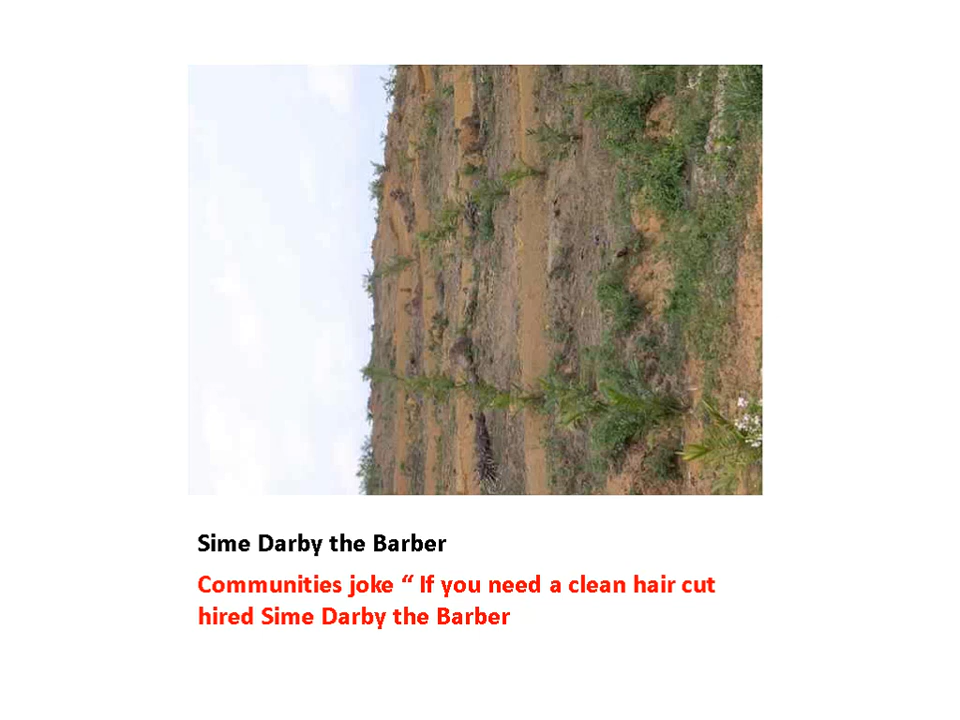 Sime Darby the Barber
Communities joke “ If you need a clean hair cut
hired Sime Darby the Barber